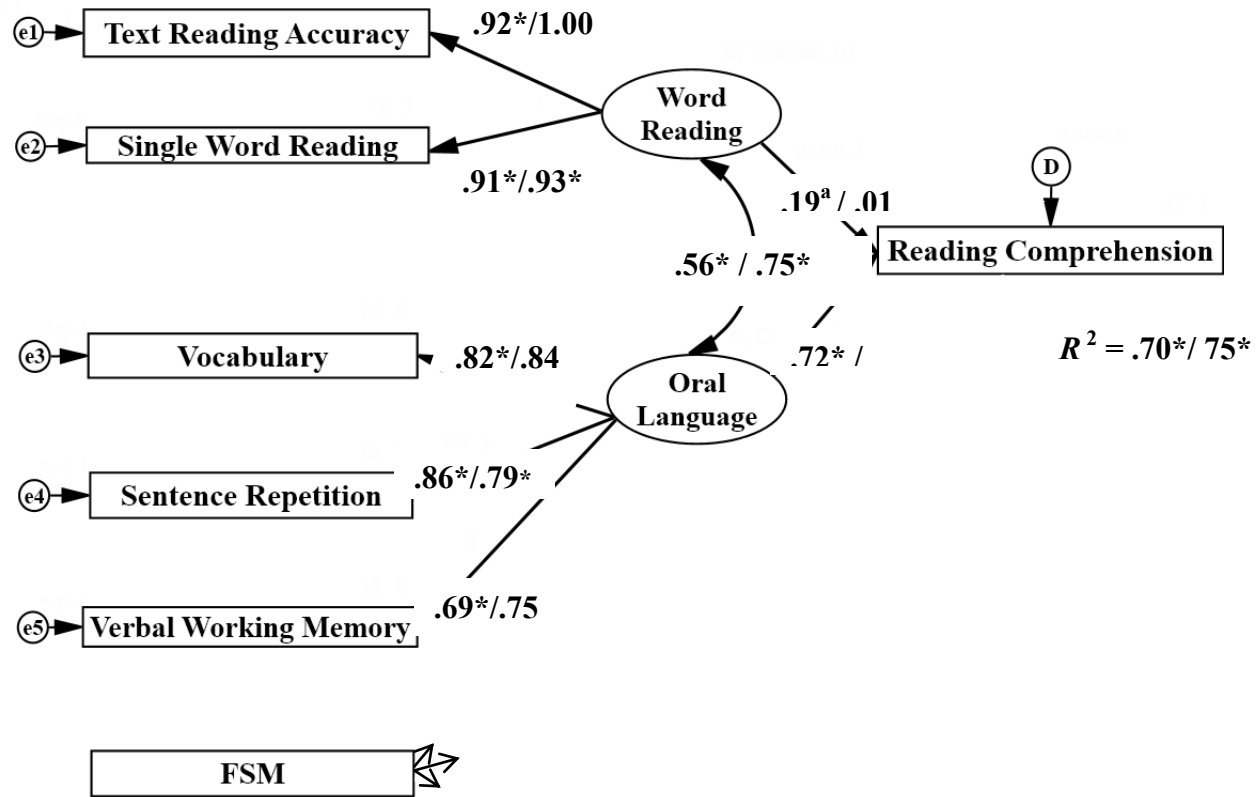 e1
Text Reading Accuracy
.92*/1.00
Word
Reading
e2
Single Word Reading
.91*/.93*
D
.19ª / .01
Reading Comprehension
.56* / .75*
e3
Vocabulary
.82*/.84
.72* /
R² = .70*/ 75*
Oral
Language
e4
Sentence Repetition
.86*/.79*
e5
Verbal Working Memory
.69*/.75
FSM